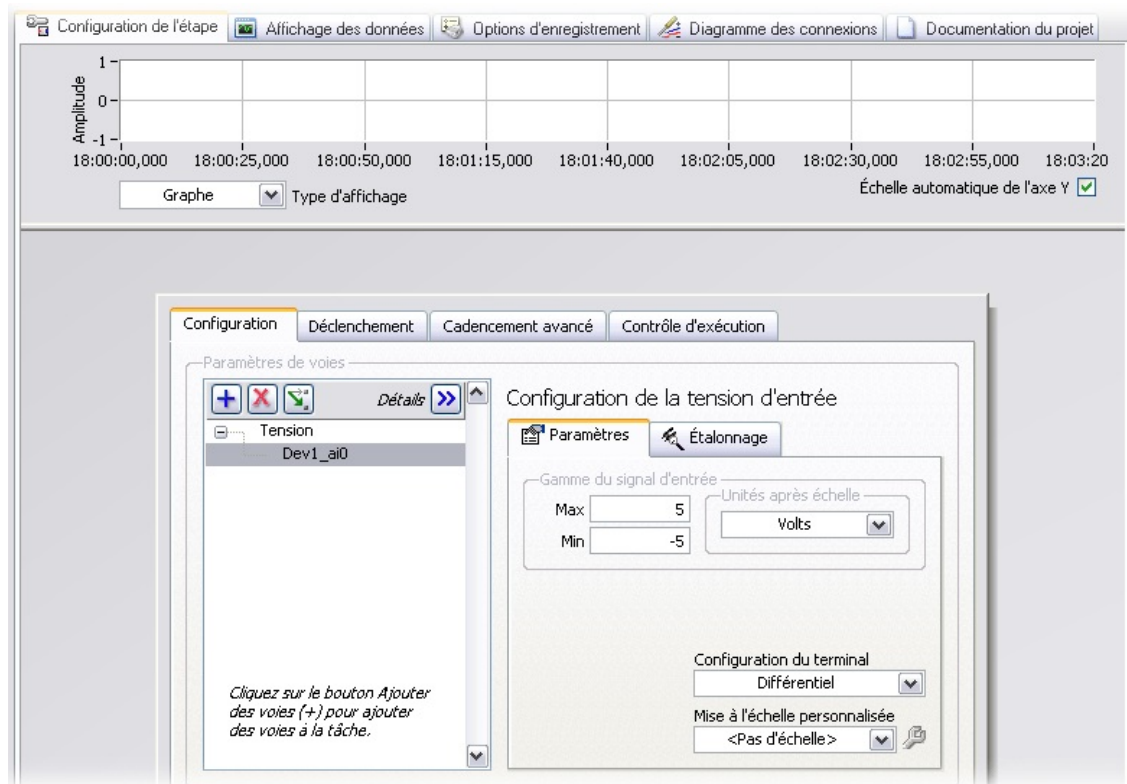 Configuration de l'étape Affichage des données Options d'enregistrement Diagramme des connexions Documentation du projet
1
Amplitude
0
-1
18:00:00,000 18:00:25,000 18:00:50,000 18:01:15,000 18:01:40,000 18:02:05,000 18:02:30,000 18:02:55,000 18:03:20
Graphe Type d'affichage Échelle automatique de l'axe Y
Configuration Déclenchement Cadencement avancé Contrôle d'exécution
Paramètres de voies
Détails
Tension
Dev1_ai0
Cliquez sur le bouton Ajouter
des voies (+) pour ajouter
des voies à la tâche.
Configuration de la tension d'entrée
Paramètres Étalonnage
Gamme du signal d'entrée
Max 5
Min -5
Unités après échelle
Volts
Configuration du terminal
Différentiel
Mise à l'échelle personnalisée
<Pas d'échelle>